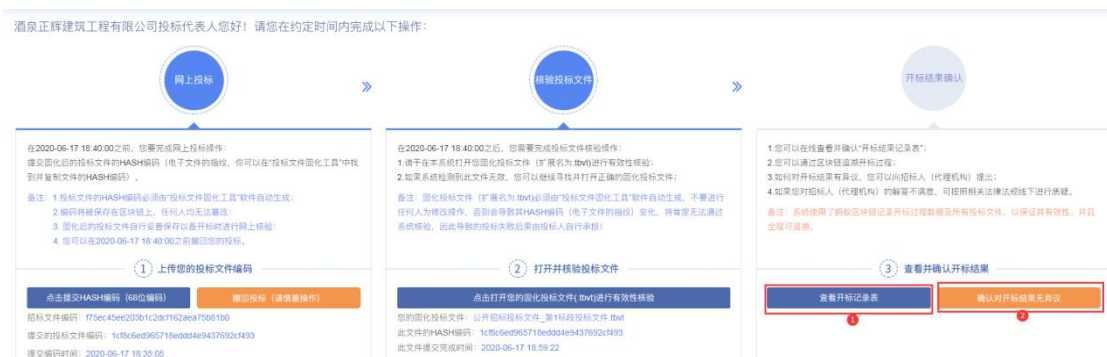 酒泉正辉建筑工程有限公司投标代表人您好！请您在约定时间内完成以下操作：
网上投标
»
核验投标文件
»
开标结果确认
在2020-06-17 18:40:00之前，您要完成网上投标操作：
提交固化后的投标文件的HASH编码（电子文件的指纹，你可以在“投标文件固化工具”中找
到并复制文件的HASH编码）。
备注：1.投标文件的HASH编码必须由“投标文件固化工具”软件自动生成；
2.编码将被保存在区块链上，任何人均无法篡改；
3. 固化后的投标文件自行妥善保存以备开标时进行网上核验；
4. 您可以在2020-06-17 18:40:00之前撤回您的投标。
1 上传您的投标文件编码
点击提交HASH编码（68位编码）
撤回投标（请慎重操作）
招标文件编码：f75ec45ee203b1c2dcf162aea75b81b0
提交的投标文件编码：1cf8c6ed965718eddd4e9437692cf493
提交编码时间：2020-06-17 18:35:05
在2020-06-17 18:40:00之后，您需要完成投标文件核验操作：
1.请于在本系统打开您固化投标文件（扩展名为.tbvt)进行有效性核验；
2.如果系统检测到此文件无效，您可以继续寻找并打开正确的固化投标文件；
备注：固化投标文件（扩展名为.tbvt)必须由“投标文件固化工具”软件自动生成，不要进行
任何人为修改操作，否则会导致其HASH编码（电子文件的指纹）变化，将肯定无法通过
系统核验，因此导致的投标失败后果由投标人自行承担！
2 打开并核验投标文件
点击打开您的固化投标文件(.tbvt)进行有效性核验
您的固化投标文件：公开招标投标文件_第1标段投标文件.tbvt
此文件的HASH编码：1cf8c6ed965718eddd4e9437692cf493
此文件提交完成时间：2020-06-17 18:59:22
1.您可以在线查看并确认“开标结果记录表”；
2.您可以通过区块链追溯开标过程；
3.如何对开标结果有异议，您可以向招标人（代理机构）提出；
4.如果您对招标人（代理机构）的解答不满意，可按照相关法律法规线下进行质疑。
备注：系统使用了蚂蚁区块链记录开标过程数据及所有投标文件，以保证其有效性，并且
全程可追溯。
3 查看并确认开标结果
查看开标记录表
确认对开标结果无异议
1
2